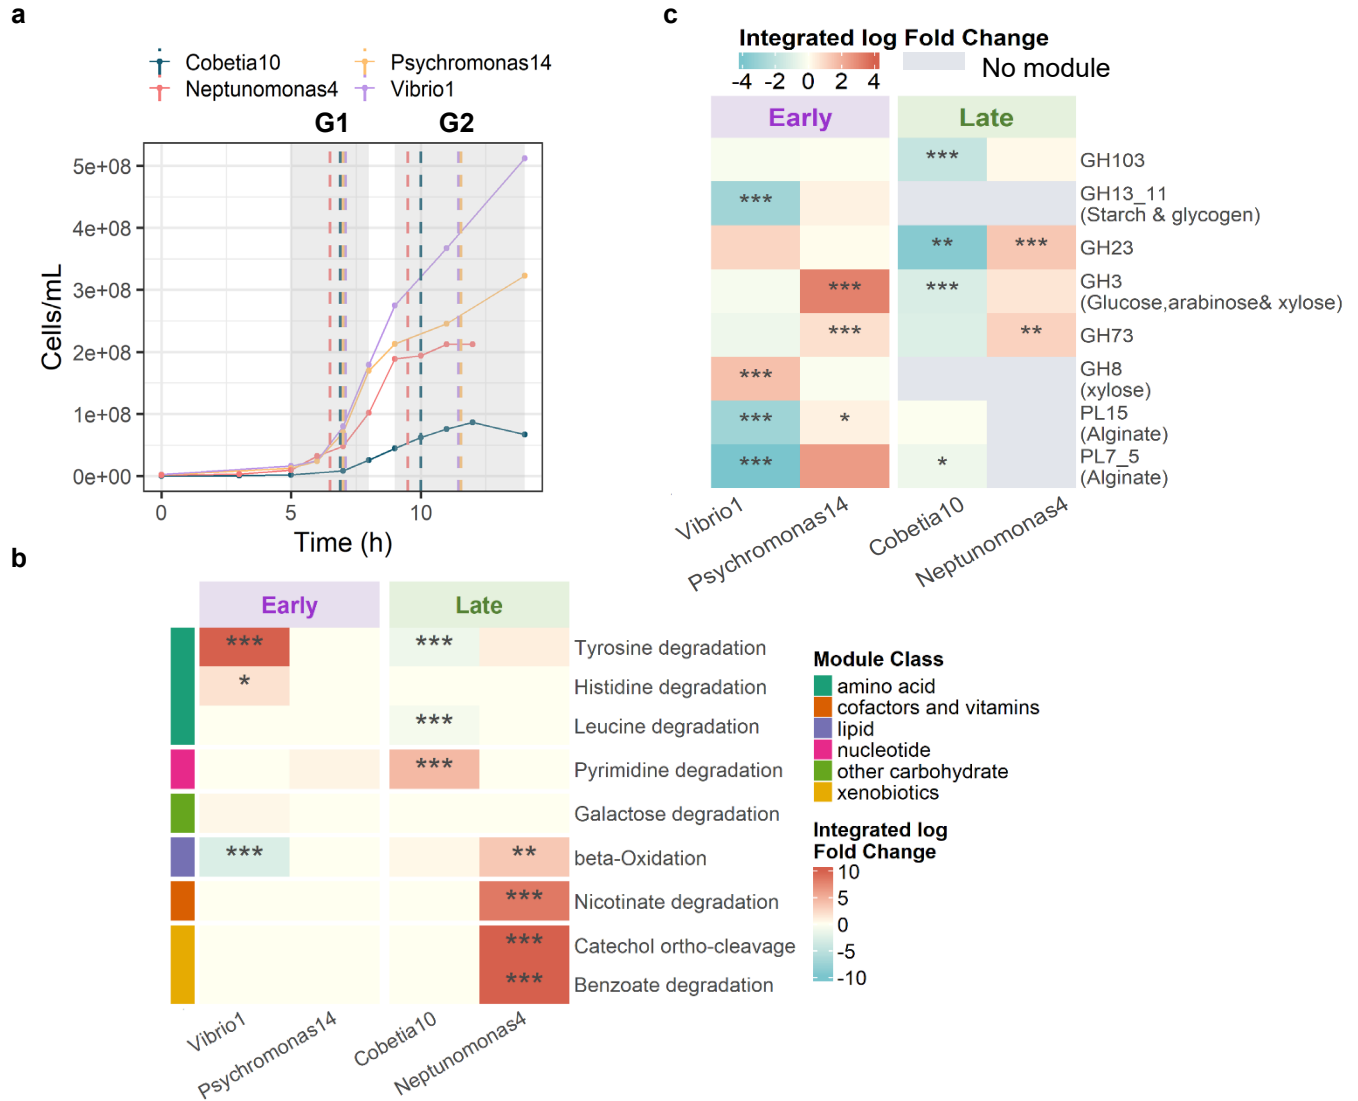 a
Cobetia10
Psychromonas14
Neptunomonas4
Vibrio1
G1
G2
5e+08
4e+08
3e+08
2e+08
1e+08
0e+00
Cells/mL
0
5
10
Time (h)
c
Integrated log Fold Change
-4 -2 0 2 4
No module
Early
Late
***
GH103
***
GH13_11
(Starch & glycogen)
** ***
GH23
*** ***
GH3
(Glucose,arabinose& xylose)
*** **
GH73
***
GH8
(xylose)
*** *
PL15
(Alginate)
*** *
PL7_5
(Alginate)
Vibrio1
Psychromonas14
Cobetia10
Neptunomonas4
b
Early
Late
*** ***
Tyrosine degradation
*
Histidine degradation
***
Leucine degradation
***
Pyrimidine degradation
Galactose degradation
*** **
beta-Oxidation
***
Nicotinate degradation
***
Catechol ortho-cleavage
***
Benzoate degradation
Vibrio1
Psychromonas14
Cobetia10
Neptunomonas4
Module Class
amino acid
cofactors and vitamins
lipid
nucleotide
other carbohydrate
xenobiotics
Integrated log
Fold Change
10
5
0
-5
-10